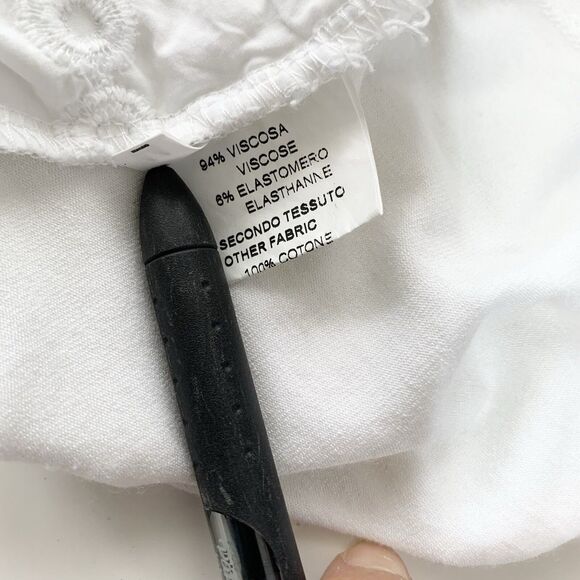 94% VISCOSA
VISCOSE
6% ELASTOMERO
ELASTHANNE
SECONDO TESSUTO
OTHER FABRIC
100% COTONE